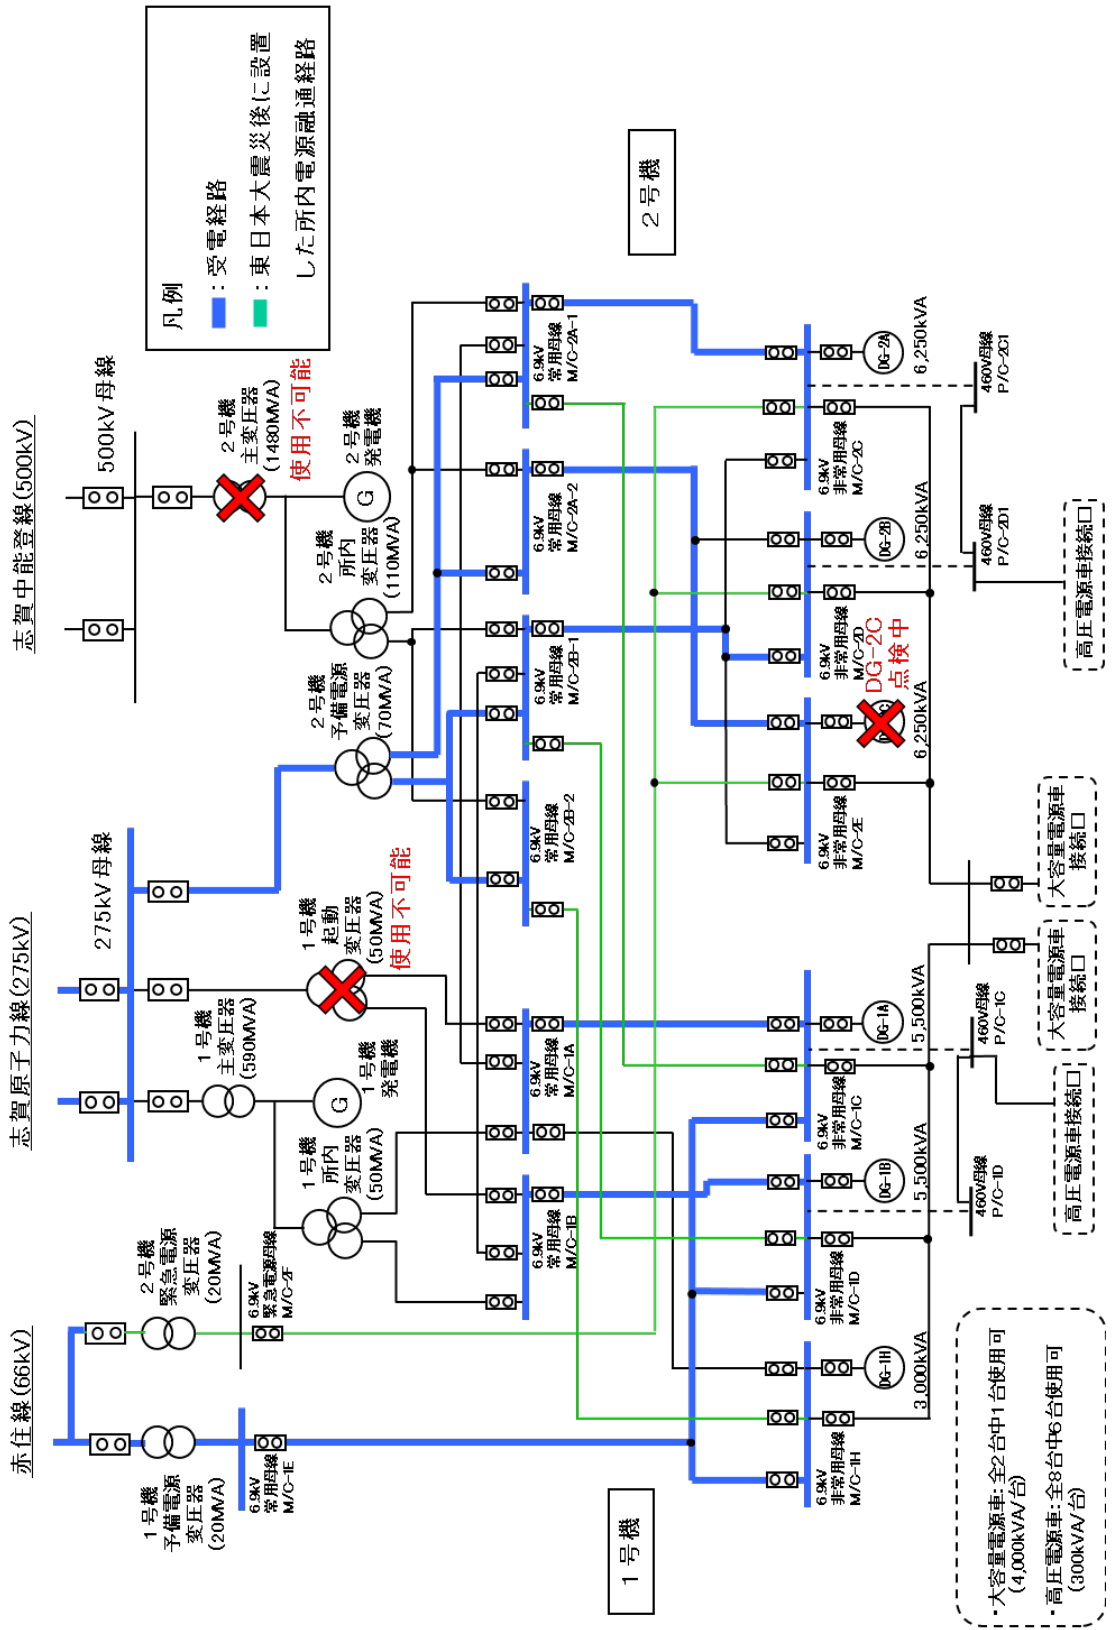 赤住線(66kV)
志賀原子力線(275kV)
志賀中能登線(500kV)
275kV母線
500kV母線
凡例
：受電経路
：東日本大震災後に設置
した所内電源融通経路
1号機
予備電源
変圧器
(20MVA)
2号機
緊急電源
変圧器
(20MVA)
1号機
主変圧器
(590MVA)
1号機
起動
変圧器
(50MVA)
使用不可能
2号機
予備電源
変圧器
(70MVA)
2号機
主変圧器
(1480MVA)
使用不可能
1号機
所内
変圧器
(50MVA)
G
1号機
発電機
2号機
所内
変圧器
(110MVA)
G
2号機
発電機
6.9kV
常用母線
M/C-1E
6.9kV
緊急電源母線
M/C-2F
6.9kV
常用母線
M/C-1B
6.9kV
常用母線
M/C-1A
6.9kV
常用母線
M/C-2B-2
6.9kV
常用母線
M/C-2B-1
6.9kV
常用母線
M/C-2A-2
6.9kV
常用母線
M/C-2A-1
1号機
2号機
6.9kV
非常用母線
M/C-1H
6.9kV
非常用母線
M/C-1D
6.9kV
非常用母線
M/C-1C
6.9kV
非常用母線
M/C-2E
6.9kV
非常用母線
M/C-2D
6.9kV
非常用母線
M/C-2C
DG-1H
3,000kVA
DG-1B
5,500kVA
DG-1A
5,500kVA
DG-2C
点検中
6,250kVA
DG-2B
6,250kVA
DG-2A
6,250kVA
460V母線
P/C-1D
460V母線
P/C-1C
460V母線
P/C-2D1
460V母線
P/C-2C1
高圧電源車接続口
大容量電源車
接続口
大容量電源車
接続口
高圧電源車接続口
・大容量電源車：全2台中1台使用可
(4,000kVA/台)
・高圧電源車：全8台中6台使用可
(300kVA/台)